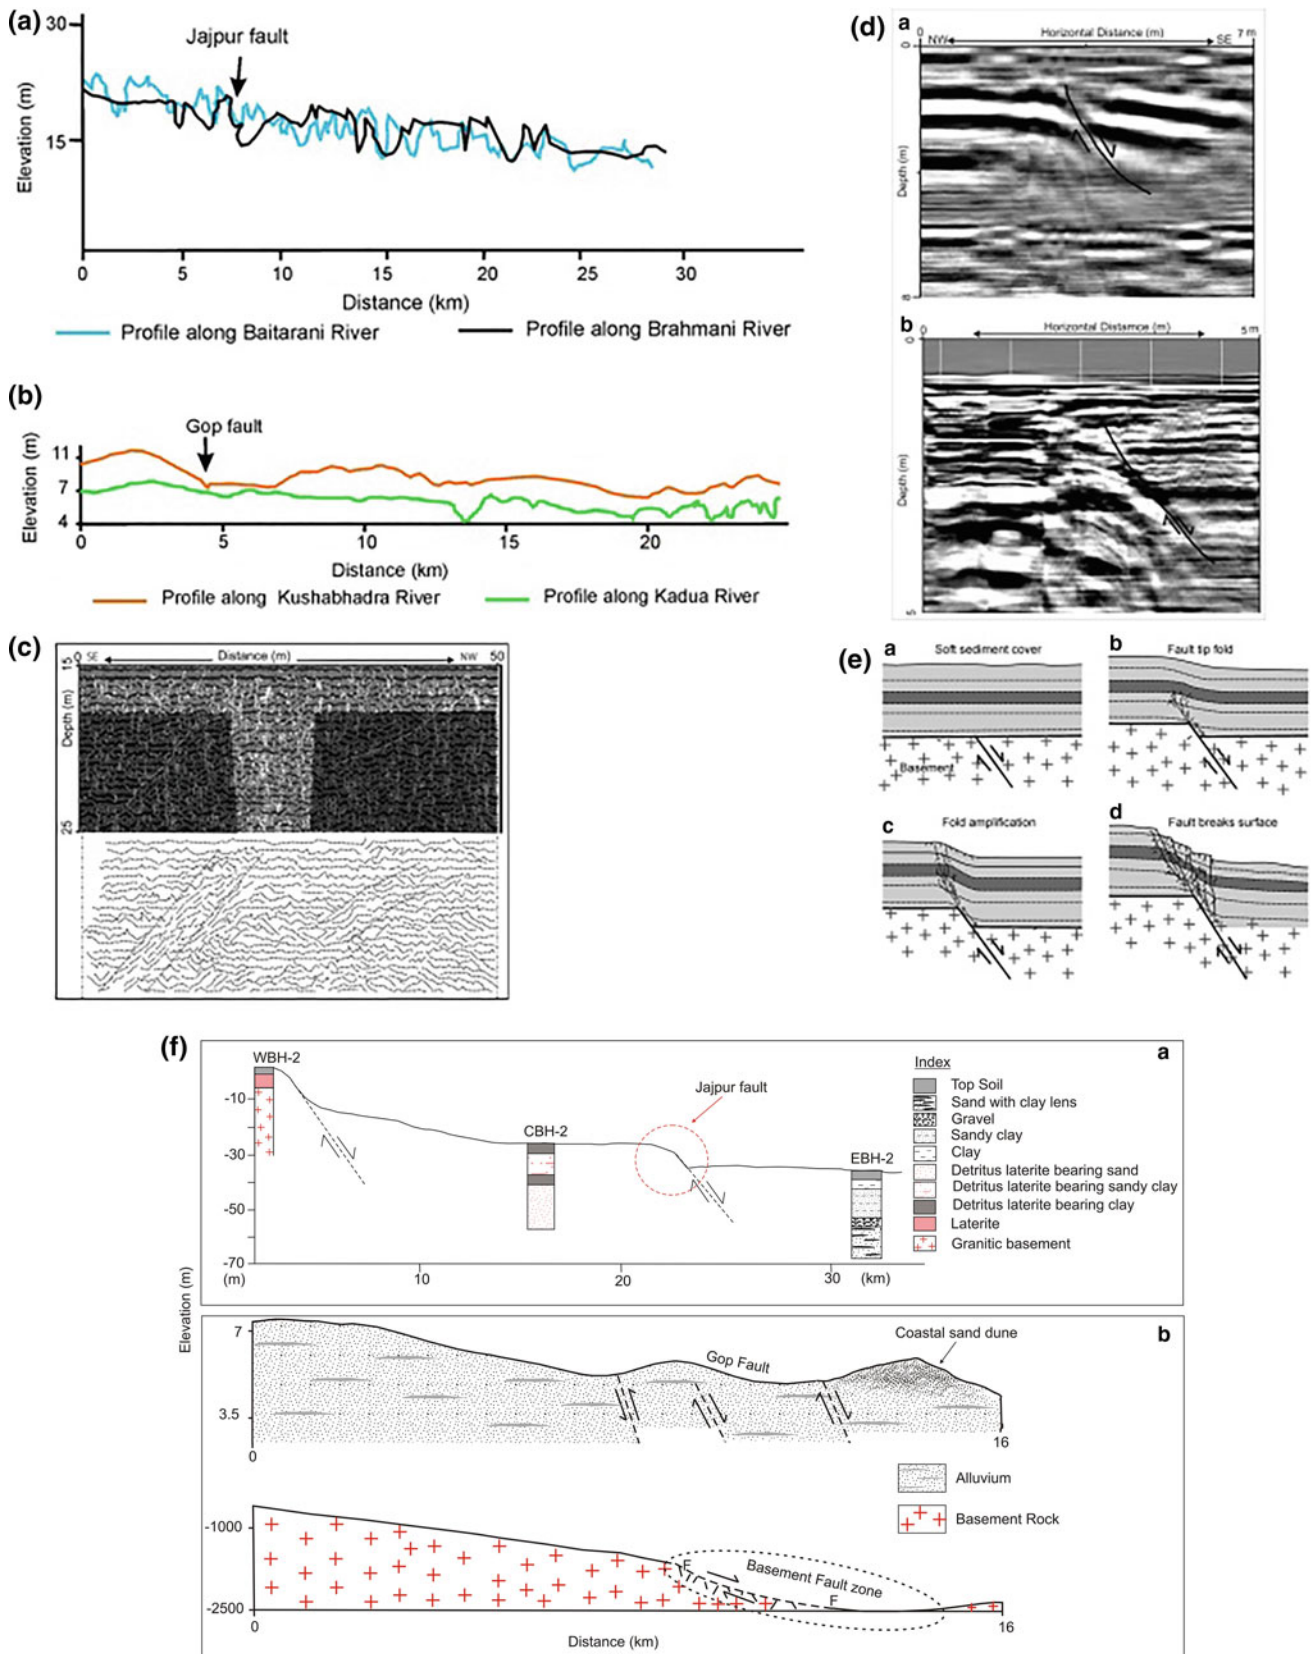 (a)
30
Jajpur fault
Elevation (m)
15
0 5 10 15 20 25 30
Distance (km)
Profile along Baitarani River
Profile along Brahmani River
(b)
Gop fault
Elevation (m)
11
7
4
0 5 10 15 20
Distance (km)
Profile along Kushabhadra River
Profile along Kadua River
(c)
0 SE Distance (m) NW 50
15
Depth (m)
25
(d)
a
0 Horizontal Distance (m) 7 m
NW SE
0
Depth (m)
8
b
0 Horizontal Distamce (m) 5 m
0
Depth (m)
5
(e)
a
Soft sediment cover
Basement
b
Fault tip fold
c
Fold amplification
d
Fault breaks surface
(f)
a
WBH-2
Jajpur fault
CBH-2
EBH-2
-10
-30
-50
-70
(m)
10 20 30 (km)
Index
Top Soil
Sand with clay lens
Gravel
Sandy clay
Clay
Detritus laterite bearing sand
Detritus laterite bearing sandy clay
Detritus laterite bearing clay
Laterite
Granitic basement
Elevation (m)
b
7
3.5
Gop Fault
Coastal sand dune
0 16
Alluvium
Basement Rock
-1000
-2500
F
Basement Fault zone
F
0 16
Distance (km)